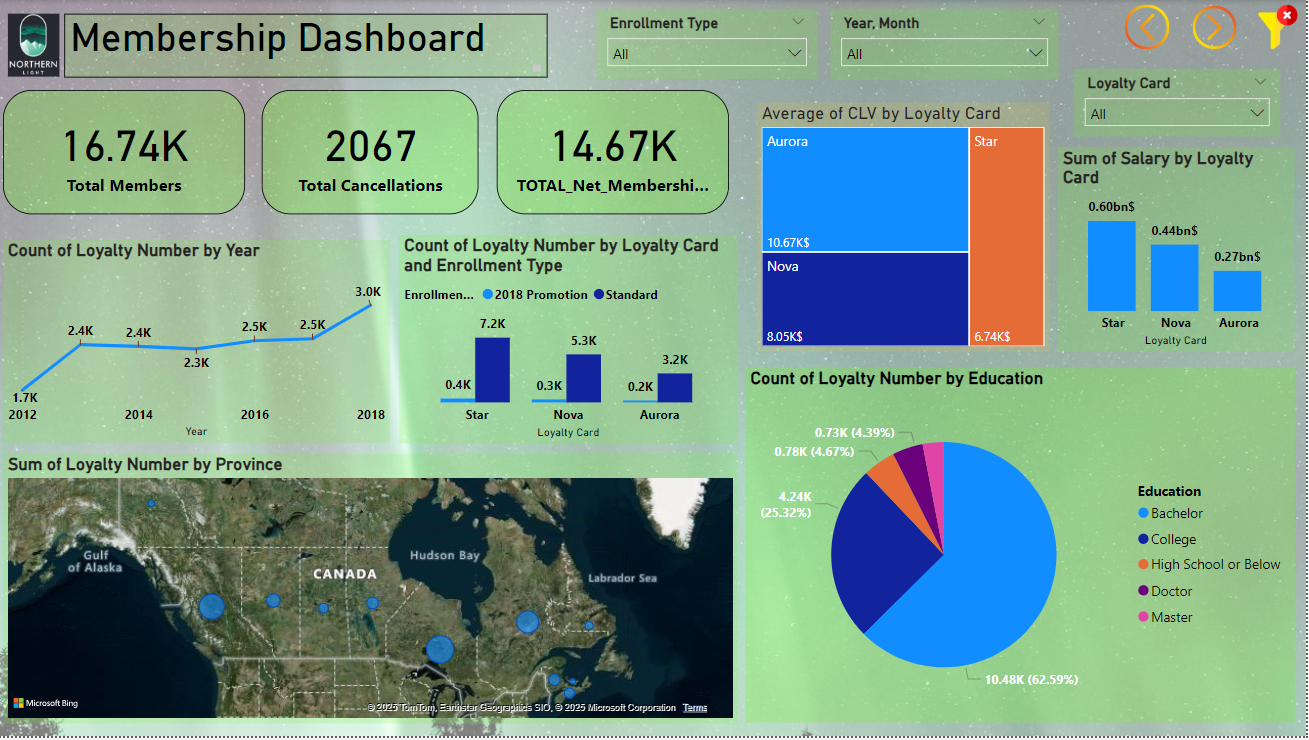 NORTHERN
LIGHT
Membership Dashboard
Enrollment Type
All
Year, Month
All
Loyalty Card
All
16.74K
Total Members
2067
Total Cancellations
14.67K
TOTAL_Net_Membershi...
Average of CLV by Loyalty Card
Aurora
10.67K$
Nova
8.05K$
Star
6.74K$
Sum of Salary by Loyalty
Card
0.60bn$
0.44bn$
0.27bn$
Star
Nova
Aurora
Loyalty Card
Count of Loyalty Number by Year
1.7K
2.4K
2.4K
2.3K
2.5K
2.5K
3.0K
2012
2014
2016
2018
Year
Count of Loyalty Number by Loyalty Card
and Enrollment Type
Enrollmen... 2018 Promotion Standard
0.4K
7.2K
0.3K
5.3K
0.2K
3.2K
Star
Nova
Aurora
Loyalty Card
Sum of Loyalty Number by Province
Gulf
of Alaska
CANADA
Hudson Bay
Labrador Sea
Microsoft Bing
© 2025 TomTom, Earthstar Geographics SIO, © 2025 Microsoft Corporation Terms
Count of Loyalty Number by Education
0.73K (4.39%)
0.78K (4.67%)
4.24K
(25.32%)
10.48K (62.59%)
Education
Bachelor
College
High School or Below
Doctor
Master